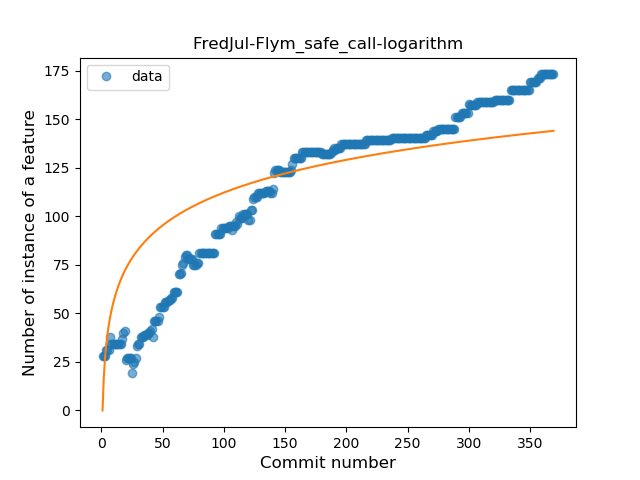 FredJul-Flym_safe_call-logarithm
data
Number of instance of a feature
175
150
125
100
75
50
25
0
0 50 100 150 200 250 300 350
Commit number